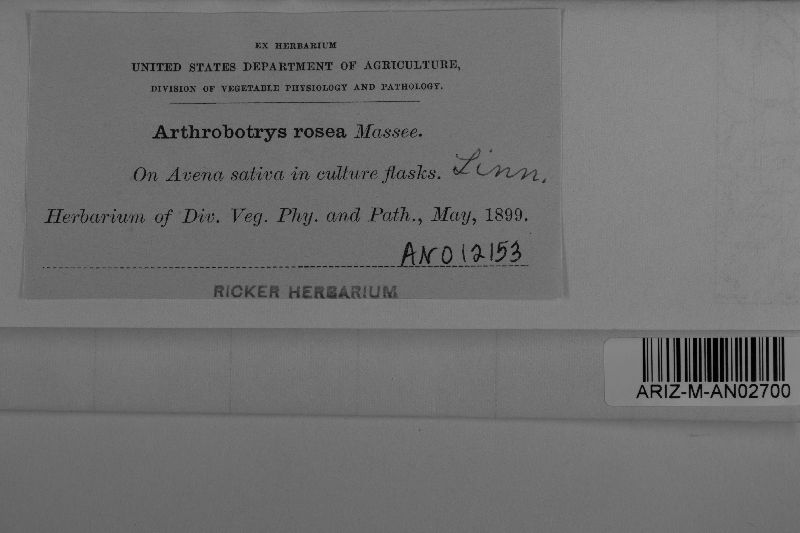 EX HERBARIUM
UNITED STATES DEPARTMENT OF AGRICULTURE,
DIVISION OF VEGETABLE PHYSIOLOGY AND PATHOLOGY.
Arthrobotrys rosea Massee.
On Avena sativa in culture flasks. Linn.
Herbarium of Div. Veg. Phy. and Path., May, 1899.
AN012153
RICKER HERBARIUM
ARIZ-M-AN02700